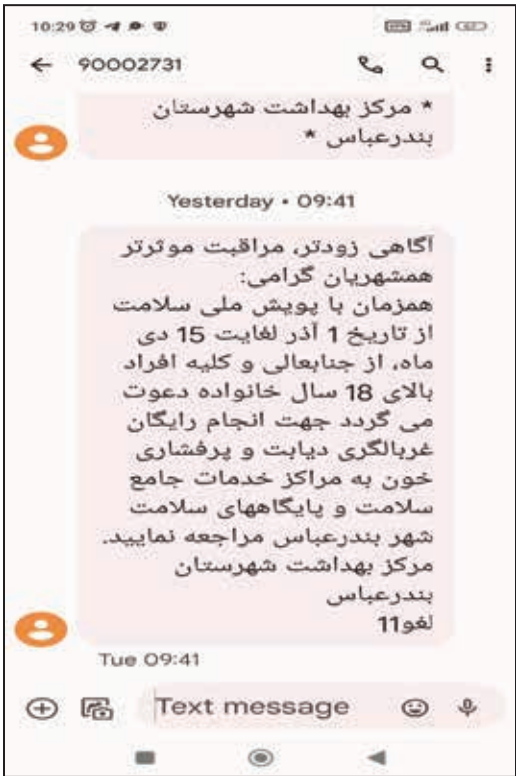 10:29
90002731
* مرکز بهداشت شهرستان
بندرعباس *
Yesterday • 09:41
آگاهی زودتر، مراقبت موثرتر
همشهریان گرامی:
همزمان با پویش ملی سلامت
از تاریخ 1 آذر لغایت 15 دی
ماه، از جنابعالی و کلیه افراد
بالای 18 سال خانواده دعوت
می گردد جهت انجام رایگان
غربالگری دیابت و پرفشاری
خون به مراکز خدمات جامع
سلامت و پایگاههای سلامت
شهر بندرعباس مراجعه نمایید.
مرکز بهداشت شهرستان
بندرعباس
لغو11
Tue 09:41
Text message